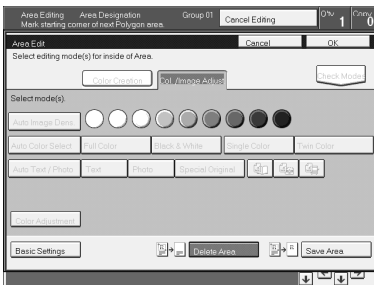 Area Editing Area Designation Group 01 Cancel Editing Qty 1 Copy 0
Mark starting corner of next Polygon area.
Area Edit Cancel OK
Select editing mode(s) for inside of Area.
Color Creation Col. /Image Adjust Check Modes
Select mode(s).
Auto Image Dens.
Auto Color Select Full Color Black & White Single Color Twin Color
Auto Text / Photo Text Photo Special Original
Color Adjustment
Basic Settings Delete Area Save Area